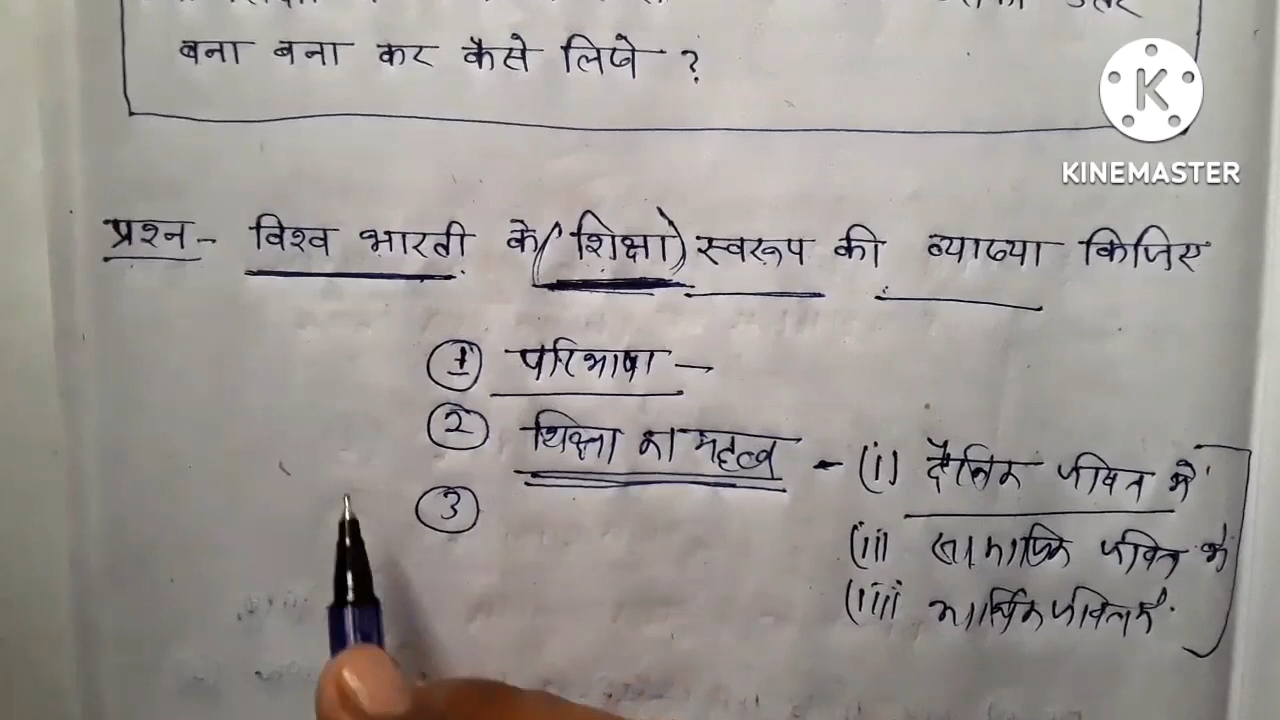 बना बना कर कैसे लिखे ?
K
KINEMASTER
प्रश्न - विश्व भारती के (शिक्षा) स्वरूप की व्याख्या किजिए
1 परिभाषा -
2 शिक्षा का महत्व - (i) दैनिक जीवन में
3
(ii) सामाजिक जीवन में
(iii) आर्थिक जीवन में